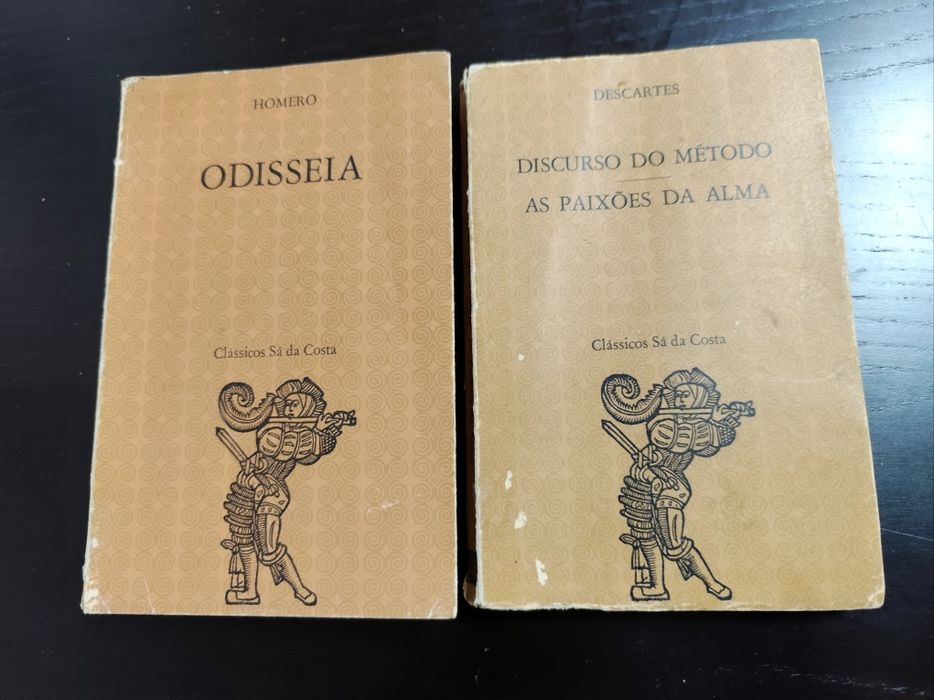 HOMERO
ODISSEIA
Clássicos Sá da Costa
DESCARTES
DISCURSO DO MÉTODO
AS PAIXÕES DA ALMA
Clássicos Sá da Costa